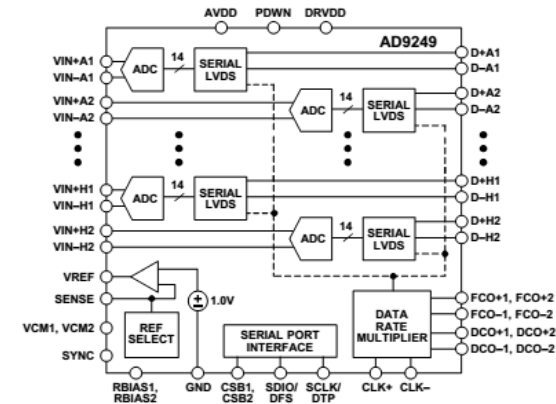 AVDD PDWN DRVDD
AD9249
VIN+A1 ADC 14 SERIAL LVDS D+A1
VIN–A1 D–A1
VIN+A2 ADC 14 SERIAL LVDS D+A2
VIN–A2 D–A2
VIN+H1 ADC 14 SERIAL LVDS D+H1
VIN–H1 D–H1
VIN+H2 ADC 14 SERIAL LVDS D+H2
VIN–H2 D–H2
VREF
SENSE
1.0V
VCM1, VCM2
SYNC
REF
SELECT
SERIAL PORT
INTERFACE
DATA
RATE
MULTIPLIER
FCO+1, FCO+2
FCO–1, FCO–2
DCO+1, DCO+2
DCO–1, DCO–2
RBIAS1,
RBIAS2
GND
CSB1,
CSB2
SDIO/
DFS
SCLK/
DTP
CLK+ CLK–